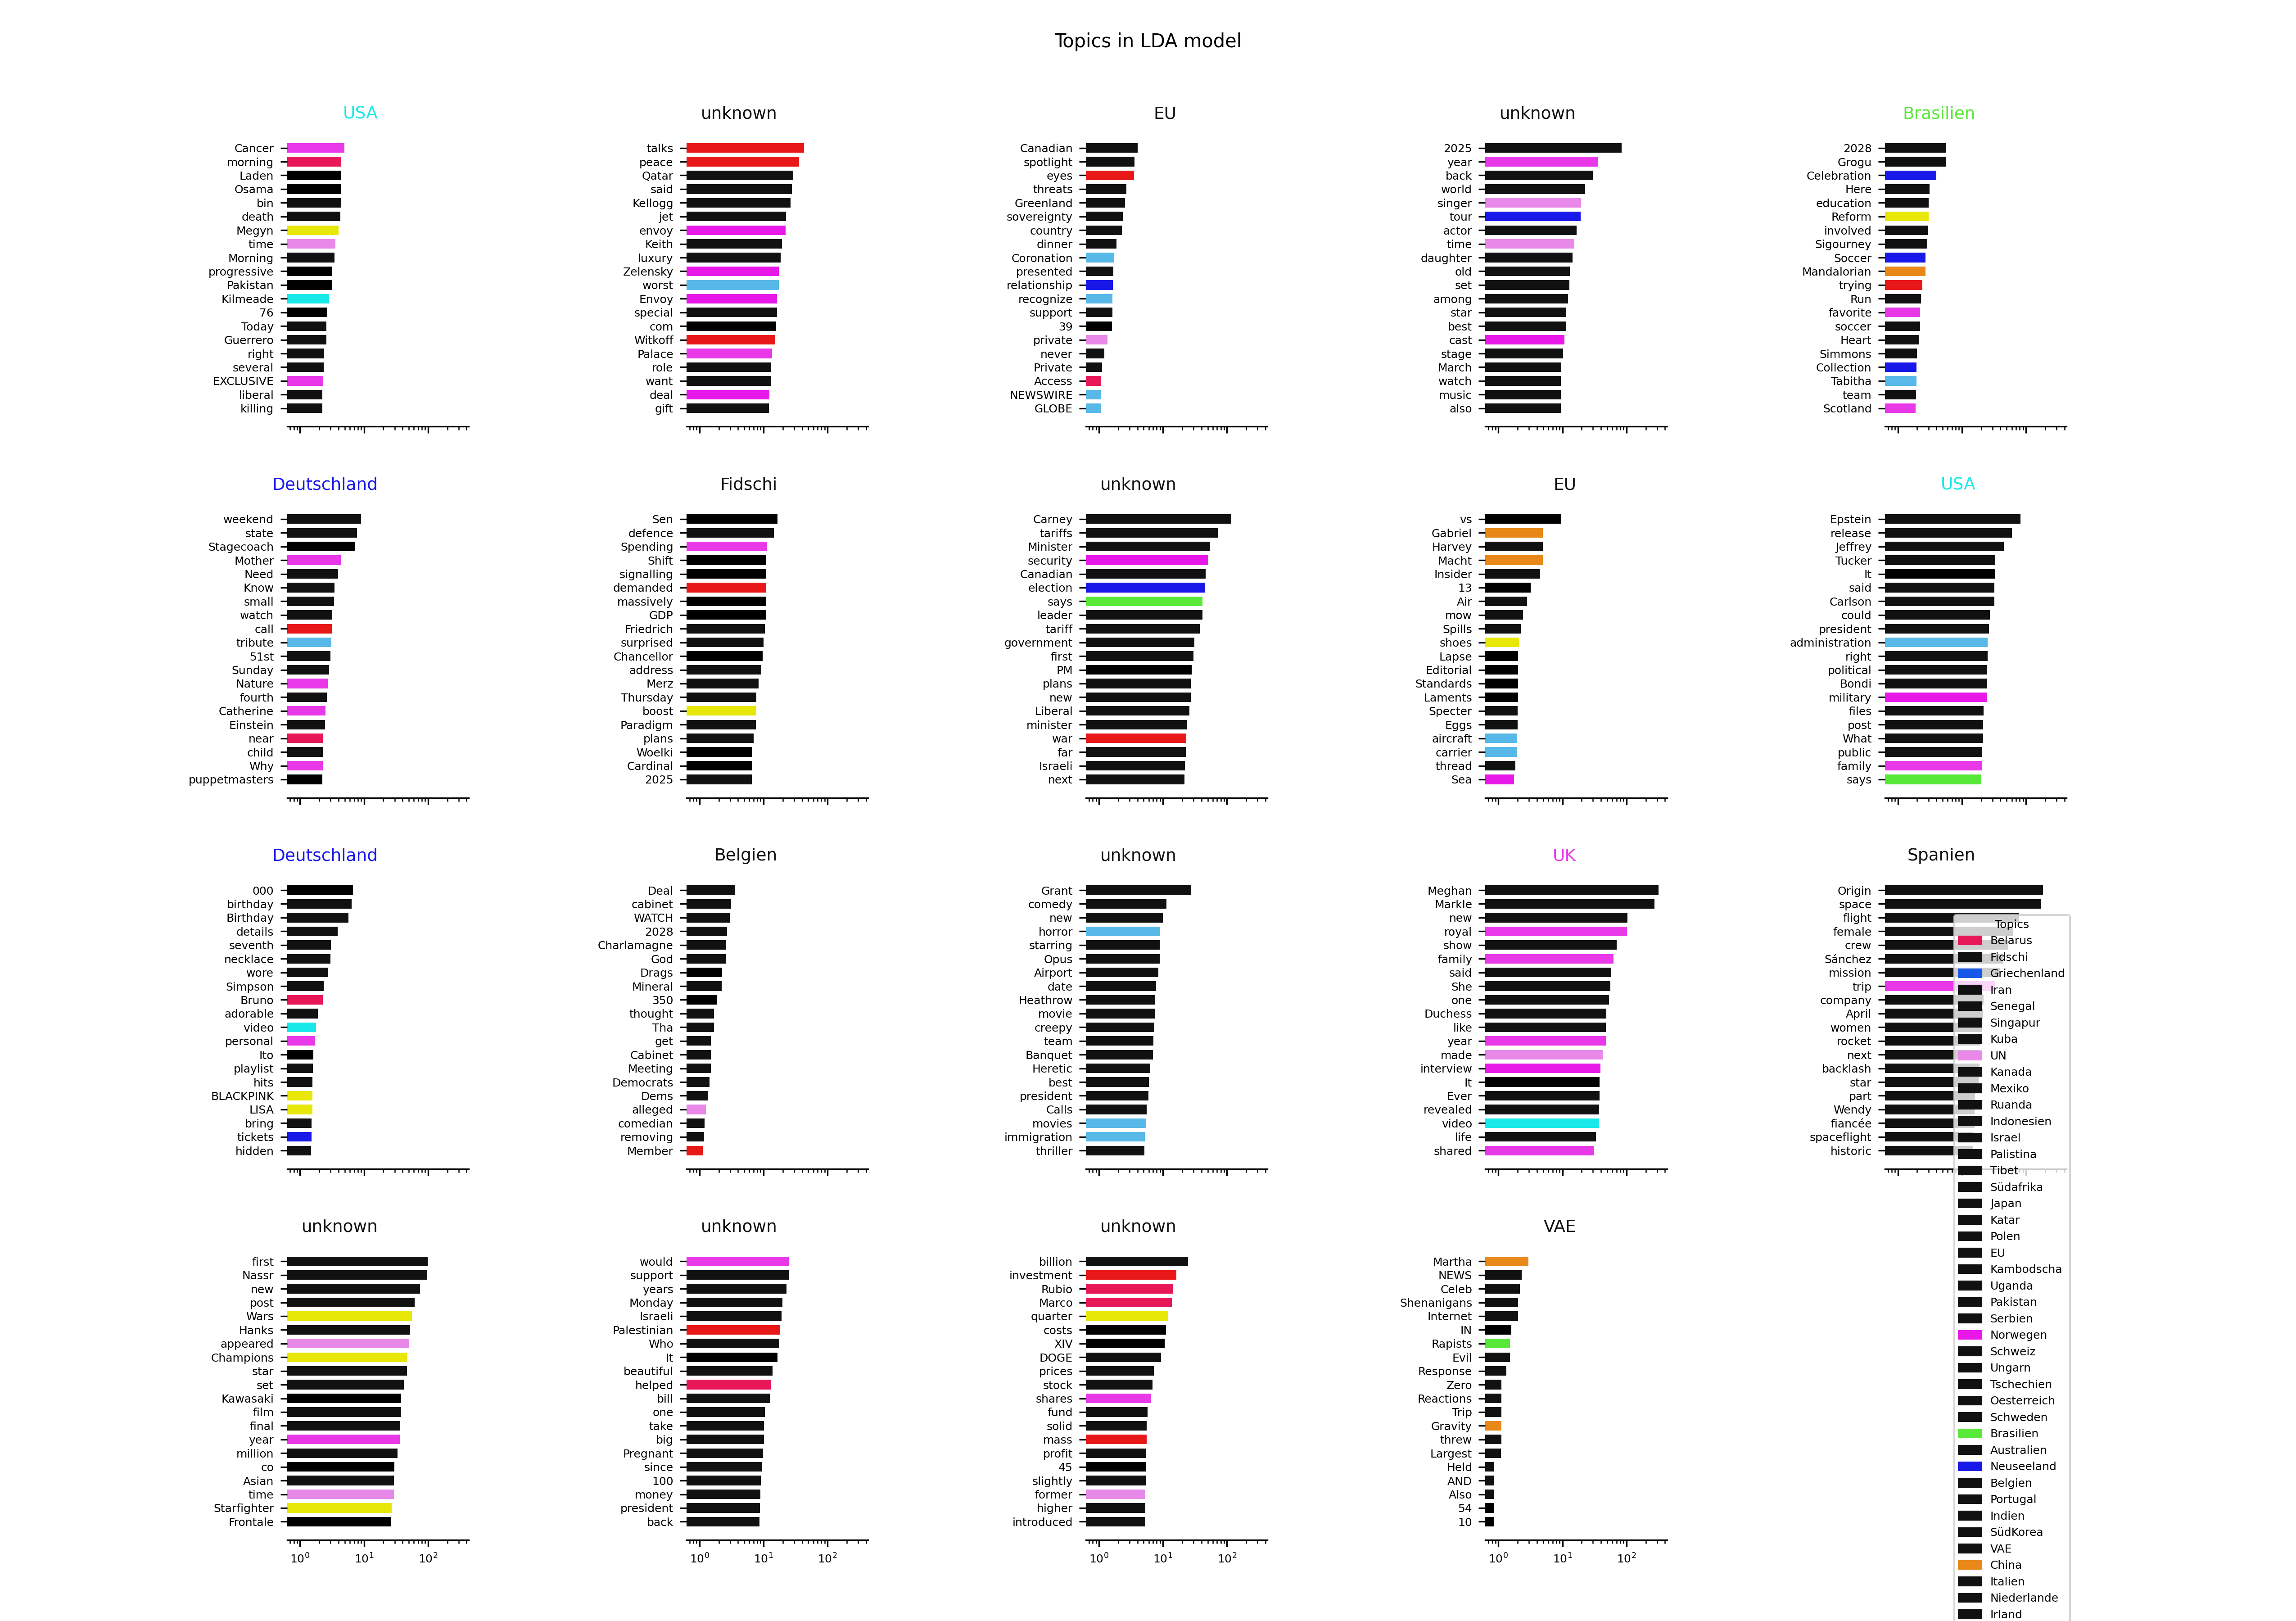 Topics in LDA model
USA
Cancer
morning
Laden
Osama
bin
death
Megyn
time
Morning
progressive
Pakistan
Kilmeade
76
Today
Guerrero
right
several
EXCLUSIVE
liberal
killing
unknown
talks
peace
Qatar
said
Kellogg
jet
envoy
Keith
luxury
Zelensky
worst
Envoy
special
com
Witkoff
Palace
role
want
deal
gift
EU
Canadian
spotlight
eyes
threats
Greenland
sovereignty
country
dinner
Coronation
presented
relationship
recognize
support
39
private
never
Private
Access
NEWSWIRE
GLOBE
unknown
2025
year
back
world
singer
tour
actor
time
daughter
old
set
among
star
best
cast
stage
March
watch
music
also
Brasilien
2028
Grogu
Celebration
Here
education
Reform
involved
Sigourney
Soccer
Mandalorian
trying
Run
favorite
soccer
Heart
Simmons
Collection
Tabitha
team
Scotland
Deutschland
weekend
state
Stagecoach
Mother
Need
Know
small
watch
call
tribute
51st
Sunday
Nature
fourth
Catherine
Einstein
near
child
Why
puppetmasters
Fidschi
Sen
defence
Spending
Shift
signalling
demanded
massively
GDP
Friedrich
surprised
Chancellor
address
Merz
Thursday
boost
Paradigm
plans
Woelki
Cardinal
2025
unknown
Carney
tariffs
Minister
security
Canadian
election
says
leader
tariff
government
first
PM
plans
new
Liberal
minister
war
far
Israeli
next
EU
vs
Gabriel
Harvey
Macht
Insider
13
Air
mow
Spills
shoes
Lapse
Editorial
Standards
Laments
Specter
Eggs
aircraft
carrier
thread
Sea
USA
Epstein
release
Jeffrey
Tucker
It
said
Carlson
could
president
administration
right
political
Bondi
military
files
post
What
public
family
says
Deutschland
000
birthday
Birthday
details
seventh
necklace
wore
Simpson
Bruno
adorable
video
personal
Ito
playlist
hits
BLACKPINK
LISA
bring
tickets
hidden
Belgien
Deal
cabinet
WATCH
2028
Charlamagne
God
Drags
Mineral
350
thought
Tha
get
Cabinet
Meeting
Democrats
Dems
alleged
comedian
removing
Member
unknown
Grant
comedy
new
horror
starring
Opus
Airport
date
Heathrow
movie
creepy
team
Banquet
Heretic
best
president
Calls
movies
immigration
thriller
UK
Meghan
Markle
new
royal
show
family
said
She
one
Duchess
like
year
made
interview
It
Ever
revealed
video
life
shared
Spanien
Origin
space
flight
female
crew
Sánchez
mission
trip
company
April
women
rocket
next
backlash
star
part
Wendy
fiancée
spaceflight
historic
Topics
Belarus
Fidschi
Griechenland
Iran
Senegal
Singapur
Kuba
UN
Kanada
Mexiko
Ruanda
Indonesien
Israel
Palistina
Tibet
Südafrika
Japan
Katar
Polen
EU
Kambodscha
Uganda
Pakistan
Serbien
Norwegen
Schweiz
Ungarn
Tschechien
Oesterreich
Schweden
Brasilien
Australien
Neuseeland
Belgien
Portugal
Indien
SüdKorea
VAE
China
Italien
Niederlande
Irland
unknown
first
Nassr
new
post
Wars
Hanks
appeared
Champions
star
set
Kawasaki
film
final
year
million
co
Asian
time
Starfighter
Frontale
10⁰ 10¹ 10²
unknown
would
support
years
Monday
Israeli
Palestinian
Who
It
beautiful
helped
bill
one
take
big
Pregnant
since
100
money
president
back
10⁰ 10¹ 10²
unknown
billion
investment
Rubio
Marco
quarter
costs
XIV
DOGE
prices
stock
shares
fund
solid
mass
profit
45
slightly
former
higher
introduced
10⁰ 10¹ 10²
VAE
Martha
NEWS
Celeb
Shenanigans
Internet
IN
Rapists
Evil
Response
Zero
Reactions
Trip
Gravity
threw
Largest
Held
AND
Also
54
10
10⁰ 10¹ 10²